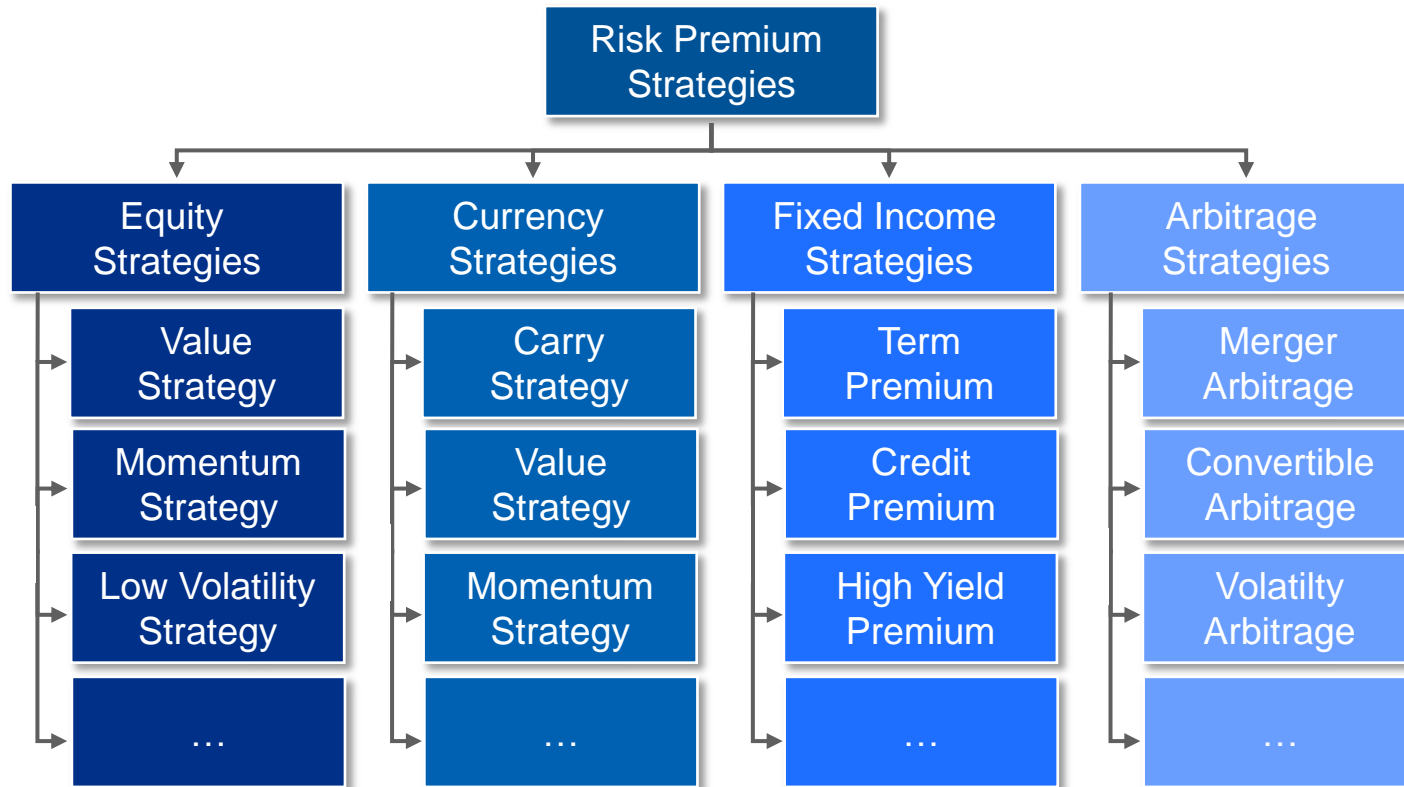 Risk Premium
Strategies
Equity
Strategies
Value
Strategy
Momentum
Strategy
Low Volatility
Strategy
…
Currency
Strategies
Carry
Strategy
Value
Strategy
Momentum
Strategy
…
Fixed Income
Strategies
Term
Premium
Credit
Premium
High Yield
Premium
…
Arbitrage
Strategies
Merger
Arbitrage
Convertible
Arbitrage
Volatilty
Arbitrage
…